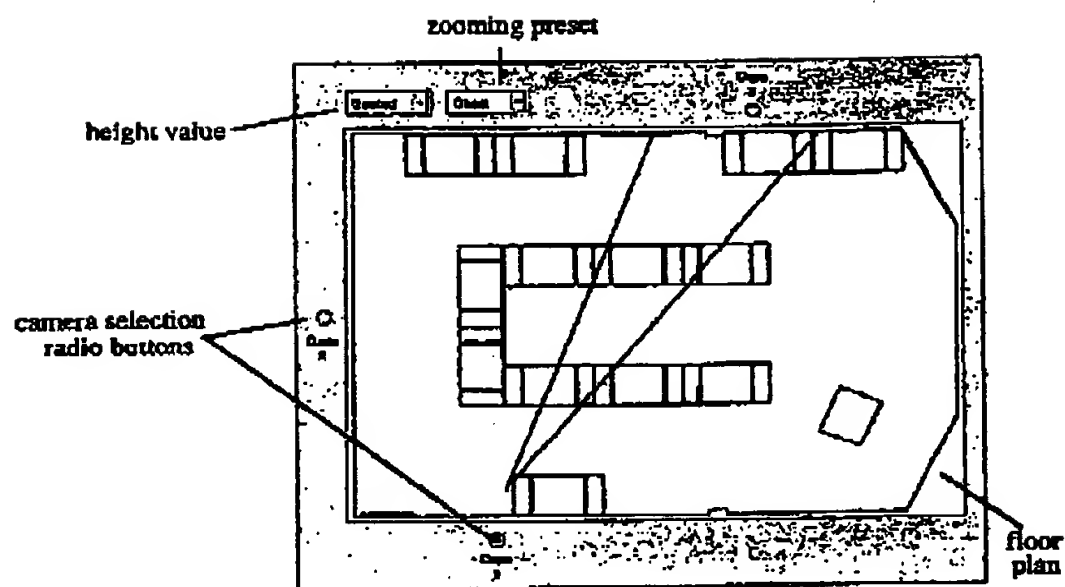 zooming preset
height value
camera selection
radio buttons
floor
plan